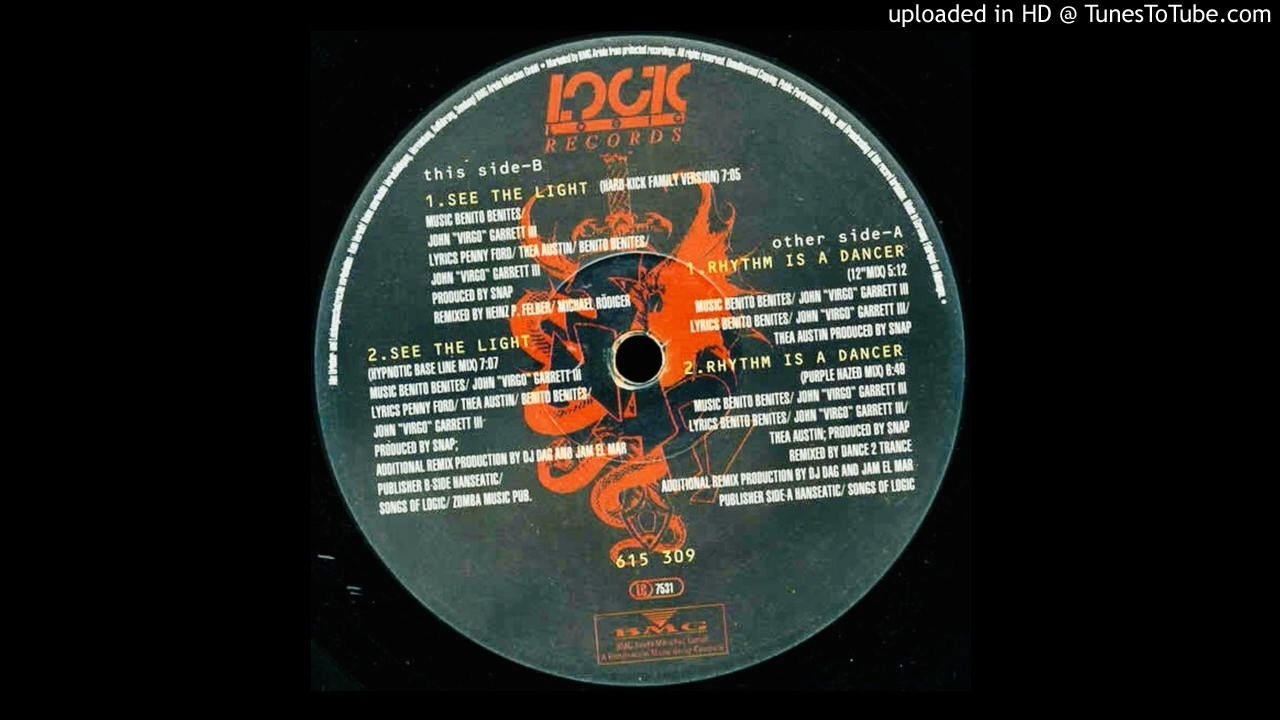 uploaded in HD @ TunesToTube.com
LOGIC
LOGIC
RECORDS
this side-B
1.SEE THE LIGHT (HARD-KICK FAMILY VERSION) 7:05
MUSIC BENITO BENITES/
JOHN "VIRGO" GARRETT III
LYRICS PENNY FORD/ THEA AUSTIN/ BENITO BENITES/
JOHN "VIRGO" GARRETT III
PRODUCED BY SNAP
REMIXED BY HEINZ P. FELBER/ MICHAEL RÖDIGER
2.SEE THE LIGHT
(HYPNOTIC BASE LINE MIX) 7:07
MUSIC BENITO BENITES/ JOHN "VIRGO" GARRETT III
LYRICS PENNY FORD/ THEA AUSTIN/ BENITO BENITES/
JOHN "VIRGO" GARRETT III
PRODUCED BY SNAP;
ADDITIONAL REMIX PRODUCTION BY DJ DAG AND JAM EL MAR
PUBLISHER B-SIDE HANSEATIC/
SONGS OF LOGIC/ ZOMBA MUSIC PUB.
other side-A
1.RHYTHM IS A DANCER
(12"MIX) 5:12
MUSIC BENITO BENITES/ JOHN "VIRGO" GARRETT III
LYRICS BENITO BENITES/ JOHN "VIRGO" GARRETT III/
THEA AUSTIN PRODUCED BY SNAP
2.RHYTHM IS A DANCER
(PURPLE HAZED MIX)
MUSIC BENITO BENITES/ JOHN "VIRGO" GARRETT III
LYRICS BENITO BENITES/ JOHN "VIRGO" GARRETT III/
THEA AUSTIN; PRODUCED BY SNAP
REMIXED BY DANCE 2 TRANCE
ADDITIONAL REMIX PRODUCTION BY DJ DAG AND JAM EL MAR
PUBLISHER SIDE-A HANSEATIC/ SONGS OF LOGIC
615 309
LC 7531
BMG
BMG Ariola München GmbH